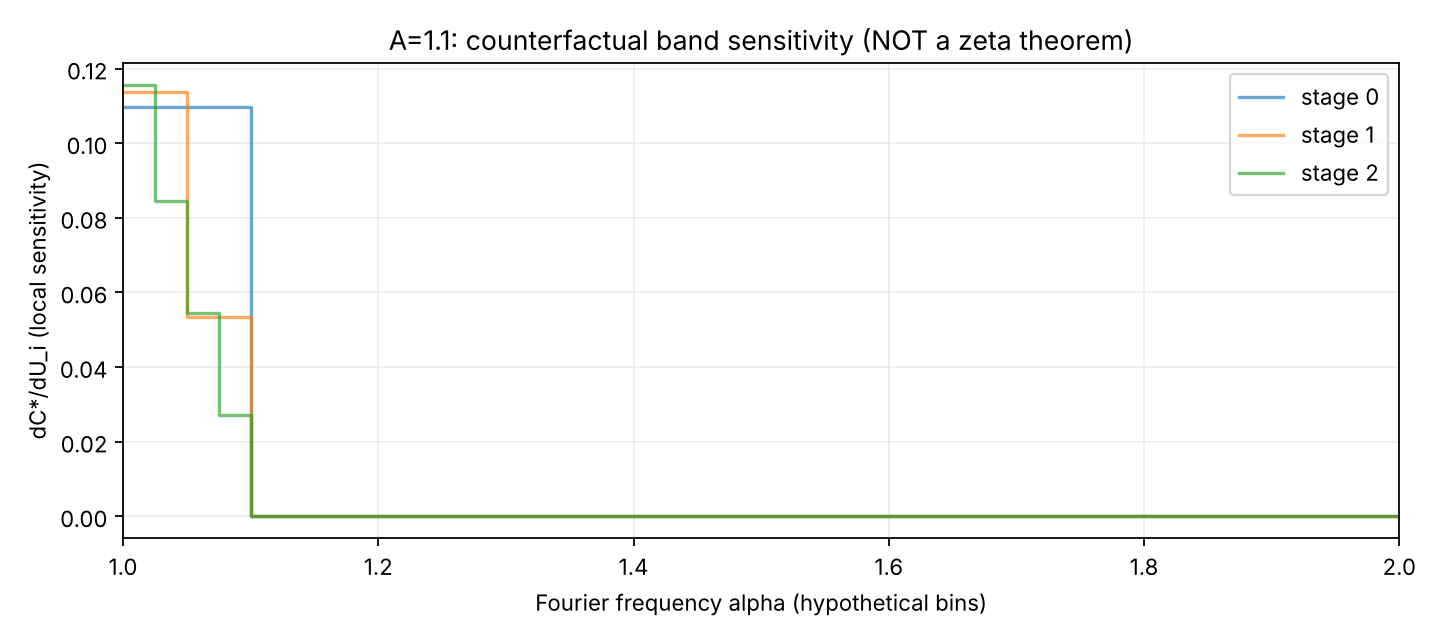 A=1.1: counterfactual band sensitivity (NOT a zeta theorem)
0.12
0.10
0.08
0.06
0.04
0.02
0.00
dC*/dU_i (local sensitivity)
stage 0
stage 1
stage 2
1.0 1.2 1.4 1.6 1.8 2.0
Fourier frequency alpha (hypothetical bins)